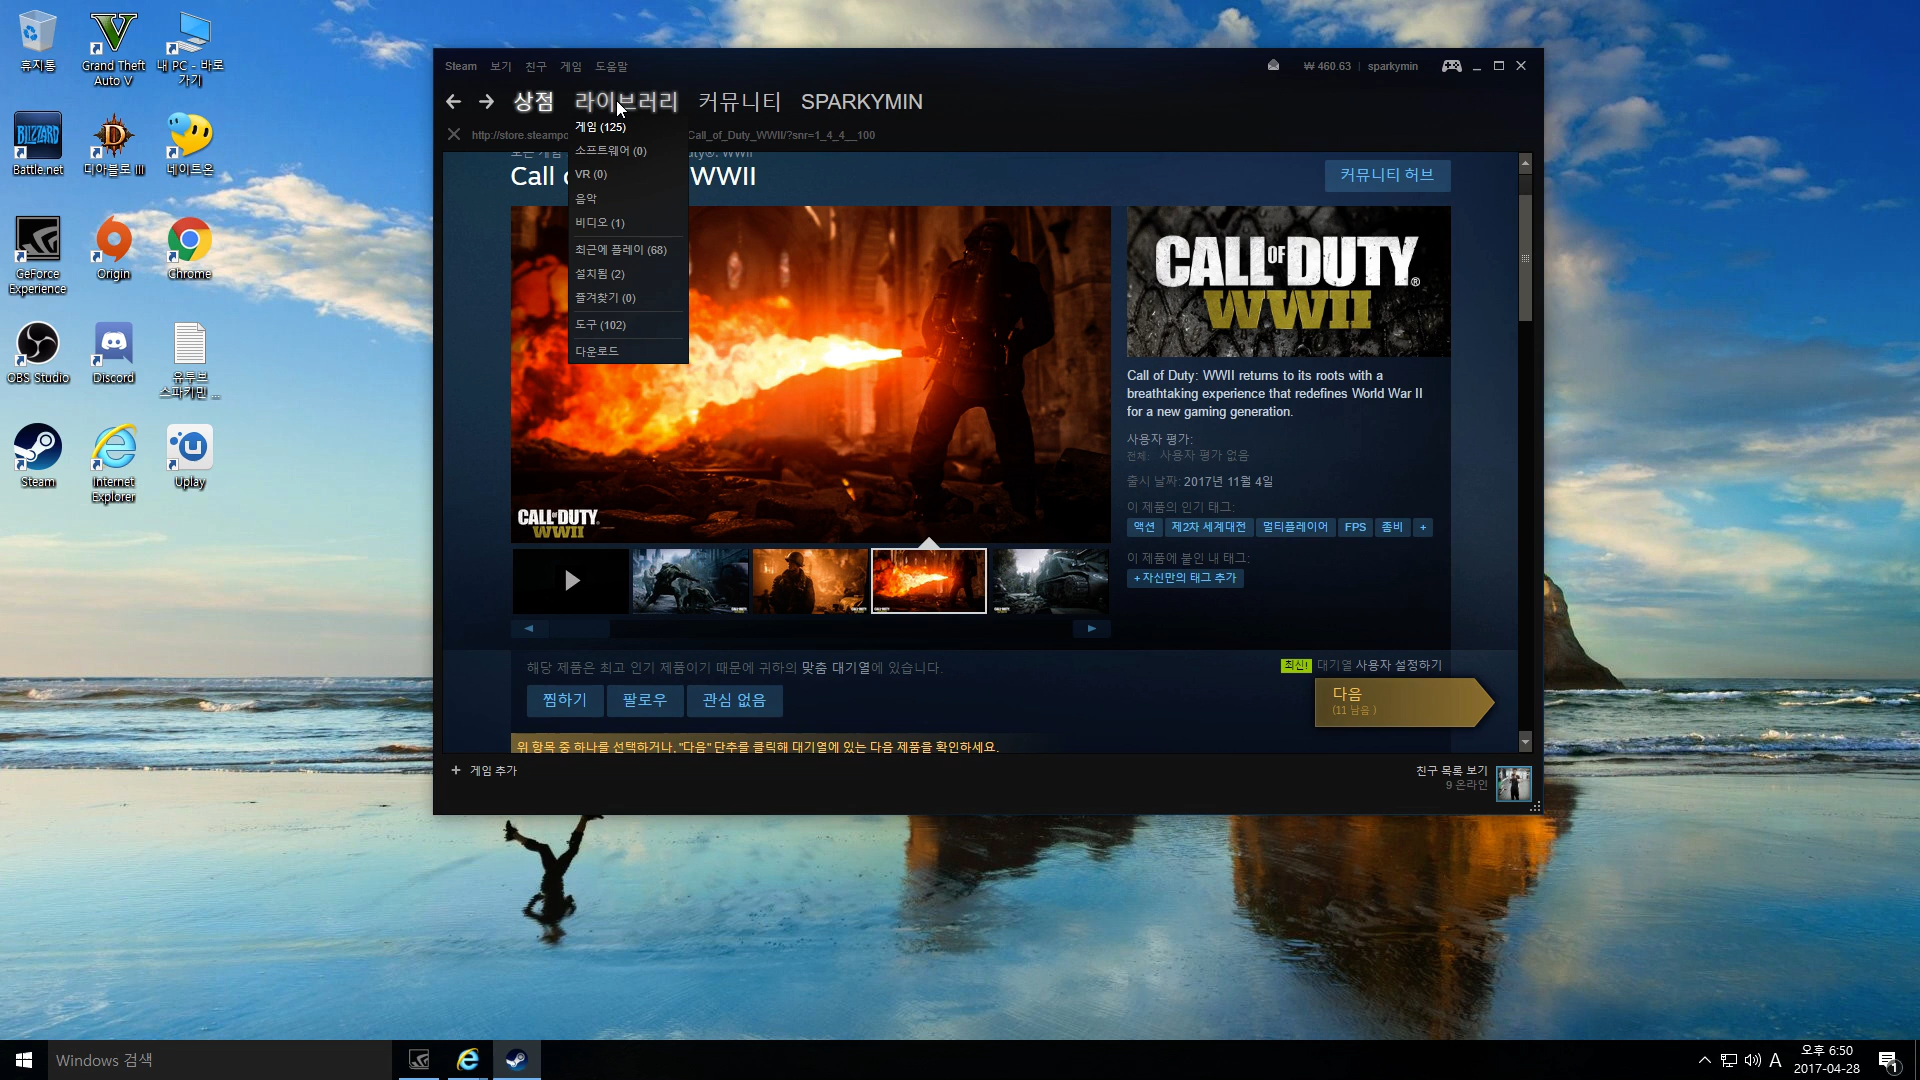 휴지통
Grand Theft
Auto V
내 PC - 바로
가기
Battle.net
디아블로 III
네이트온
GeForce
Experience
Origin
Chrome
OBS Studio
Discord
유투브
스파키민 ...
Steam
Internet
Explorer
Uplay
Steam 보기 친구 게임 도움말
₩ 460.63 | sparkymin
상점 라이브러리 커뮤니티 SPARKYMIN
http://store.steampo
Call_of_Duty_WWII/?snr=1_4_4__100
게임 (125)
소프트웨어 (0)
VR (0)
음악
비디오 (1)
최근에 플레이 (68)
설치됨 (2)
즐겨찾기 (0)
도구 (102)
다운로드
Call
WWII
커뮤니티 허브
CALL OF DUTY®
WWII
CALL OF DUTY
WWII
Call of Duty: WWII returns to its roots with a
breathtaking experience that redefines World War II
for a new gaming generation.
사용자 평가:
전체: 사용자 평가 없음
출시 날짜: 2017년 11월 4일
이 제품의 인기 태그:
액션 제2차 세계대전 멀티플레이어 FPS 좀비 +
이 제품에 붙인 내 태그:
+ 자신만의 태그 추가
해당 제품은 최고 인기 제품이기 때문에 귀하의 맞춤 대기열에 있습니다.
찜하기 팔로우 관심 없음
최신! 대기열 사용자 설정하기
다음
(11 남음 )
위 항목 중 하나를 선택하거나, "다음" 단추를 클릭해 대기열에 있는 다음 제품을 확인하세요.
+ 게임 추가
친구 목록 보기
9 온라인
Windows 검색
A
오후 6:50
2017-04-28
1